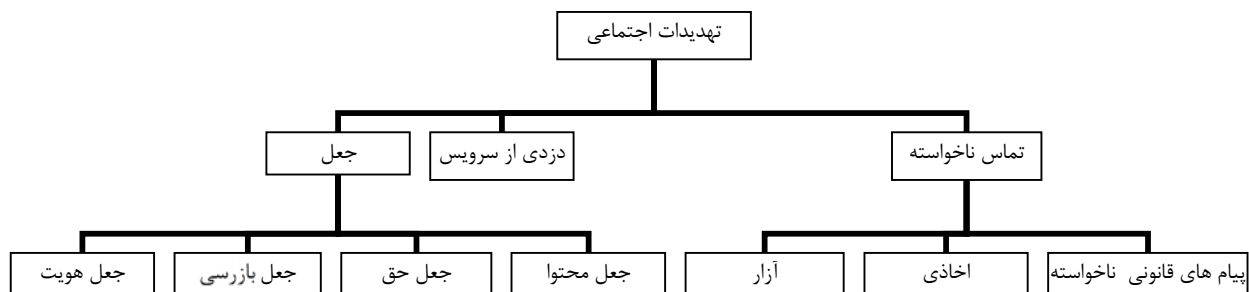 تهدیدات اجتماعی
تماس ناخواسته
دزدی از سرویس
جعل
پیام های قانونی ناخواسته
اخاذی
آزار
جعل محتوا
جعل حق
جعل بازرسی
جعل هویت